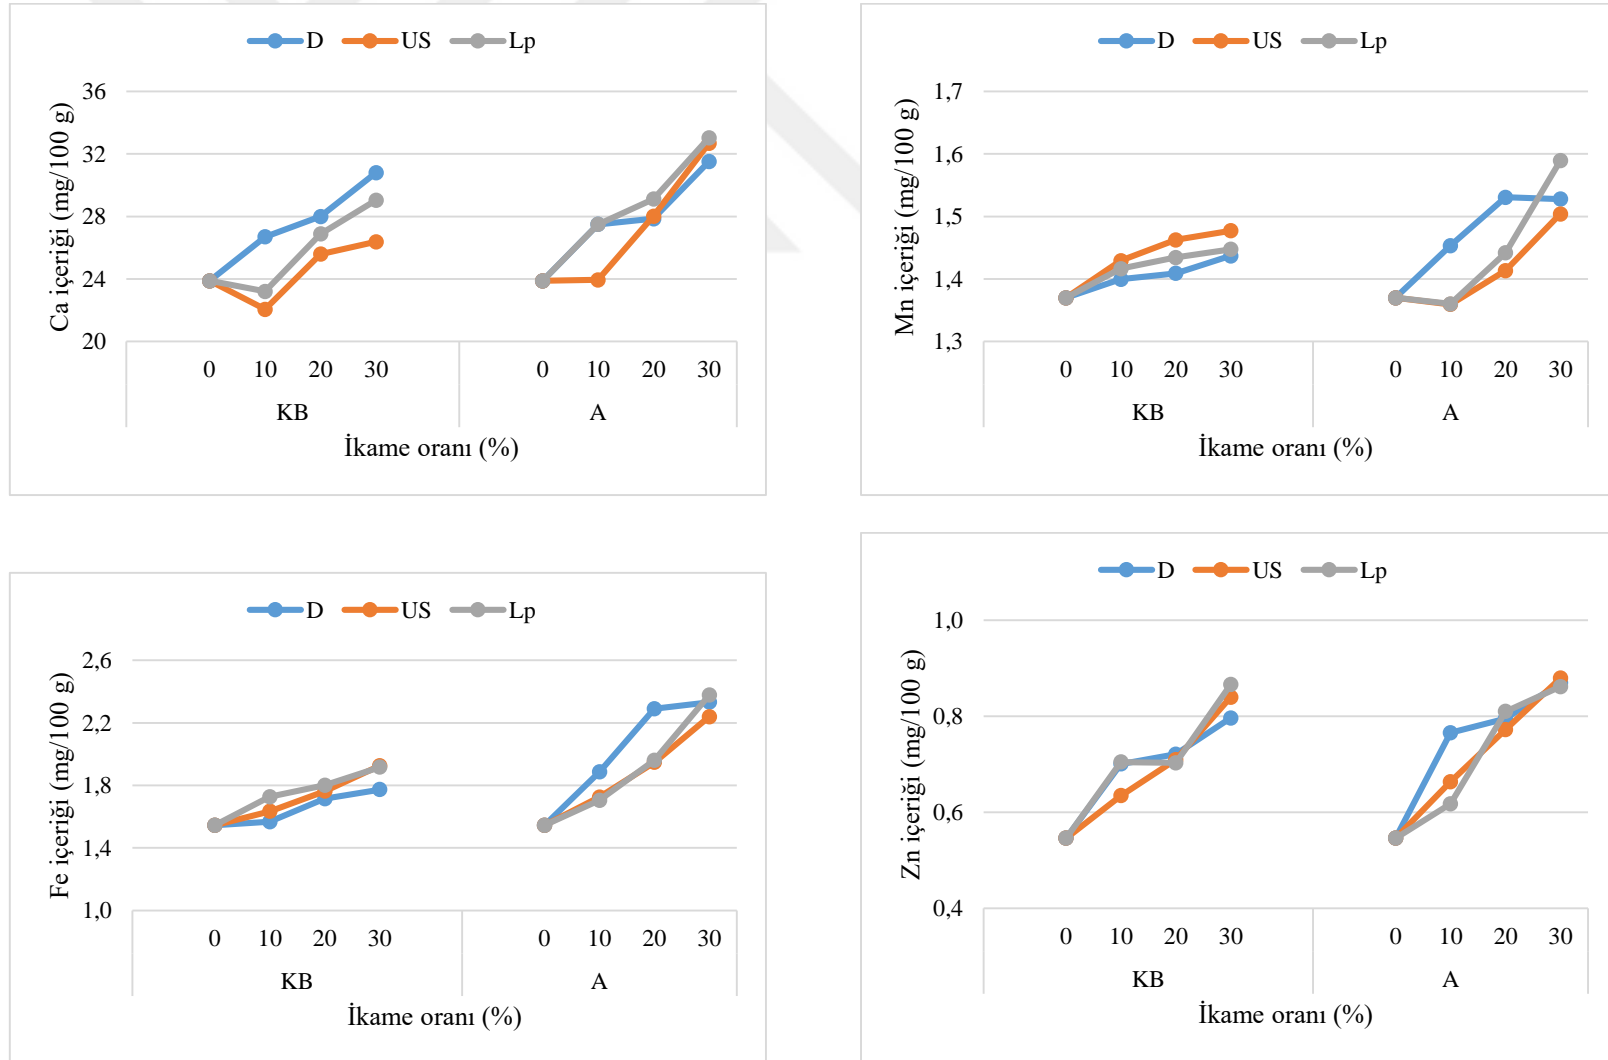 D US Lp
Ca içeriği (mg/100 g)
36
32
28
24
20
0 10 20 30 0 10 20 30
KB A
İkame oranı (%)
D US Lp
Mn içeriği (mg/100 g)
1,7
1,6
1,5
1,4
1,3
0 10 20 30 0 10 20 30
KB A
İkame oranı (%)
D US Lp
Fe içeriği (mg/100 g)
2,6
2,2
1,8
1,4
1,0
0 10 20 30 0 10 20 30
KB A
İkame oranı (%)
D US Lp
Zn içeriği (mg/100 g)
1,0
0,8
0,6
0,4
0 10 20 30 0 10 20 30
KB A
İkame oranı (%)